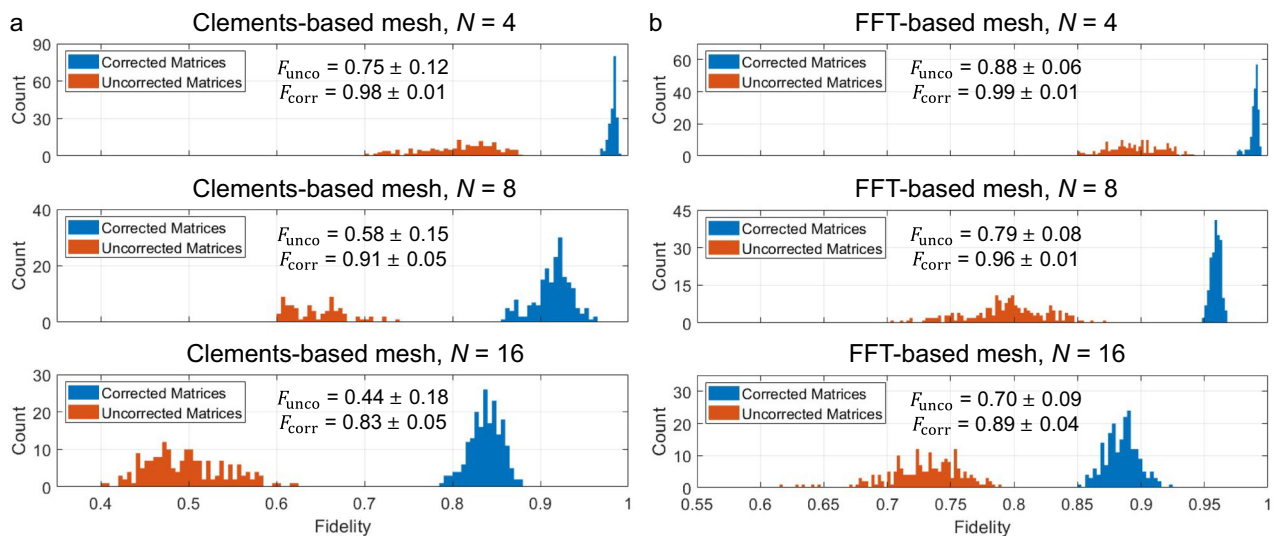 a
Clements-based mesh, N = 4
90
60
30
0
Count
Corrected Matrices
Uncorrected Matrices
Func​o = 0.75 ± 0.12
Fcorr = 0.98 ± 0.01
Clements-based mesh, N = 8
40
20
0
Count
Corrected Matrices
Uncorrected Matrices
Funco = 0.58 ± 0.15
Fcorr = 0.91 ± 0.05
Clements-based mesh, N = 16
30
20
10
0
Count
Corrected Matrices
Uncorrected Matrices
Funco = 0.44 ± 0.18
Fcorr = 0.83 ± 0.05
0.4 0.5 0.6 0.7 0.8 0.9 1
Fidelity
b
FFT-based mesh, N = 4
60
40
20
0
Count
Corrected Matrices
Uncorrected Matrices
Funco = 0.88 ± 0.06
Fcorr = 0.99 ± 0.01
FFT-based mesh, N = 8
45
30
15
0
Count
Corrected Matrices
Uncorrected Matrices
Funco = 0.79 ± 0.08
Fcorr = 0.96 ± 0.01
FFT-based mesh, N = 16
30
20
10
0
Count
Corrected Matrices
Uncorrected Matrices
Funco = 0.70 ± 0.09
Fcorr = 0.89 ± 0.04
0.55 0.6 0.65 0.7 0.75 0.8 0.85 0.9 0.95 1
Fidelity